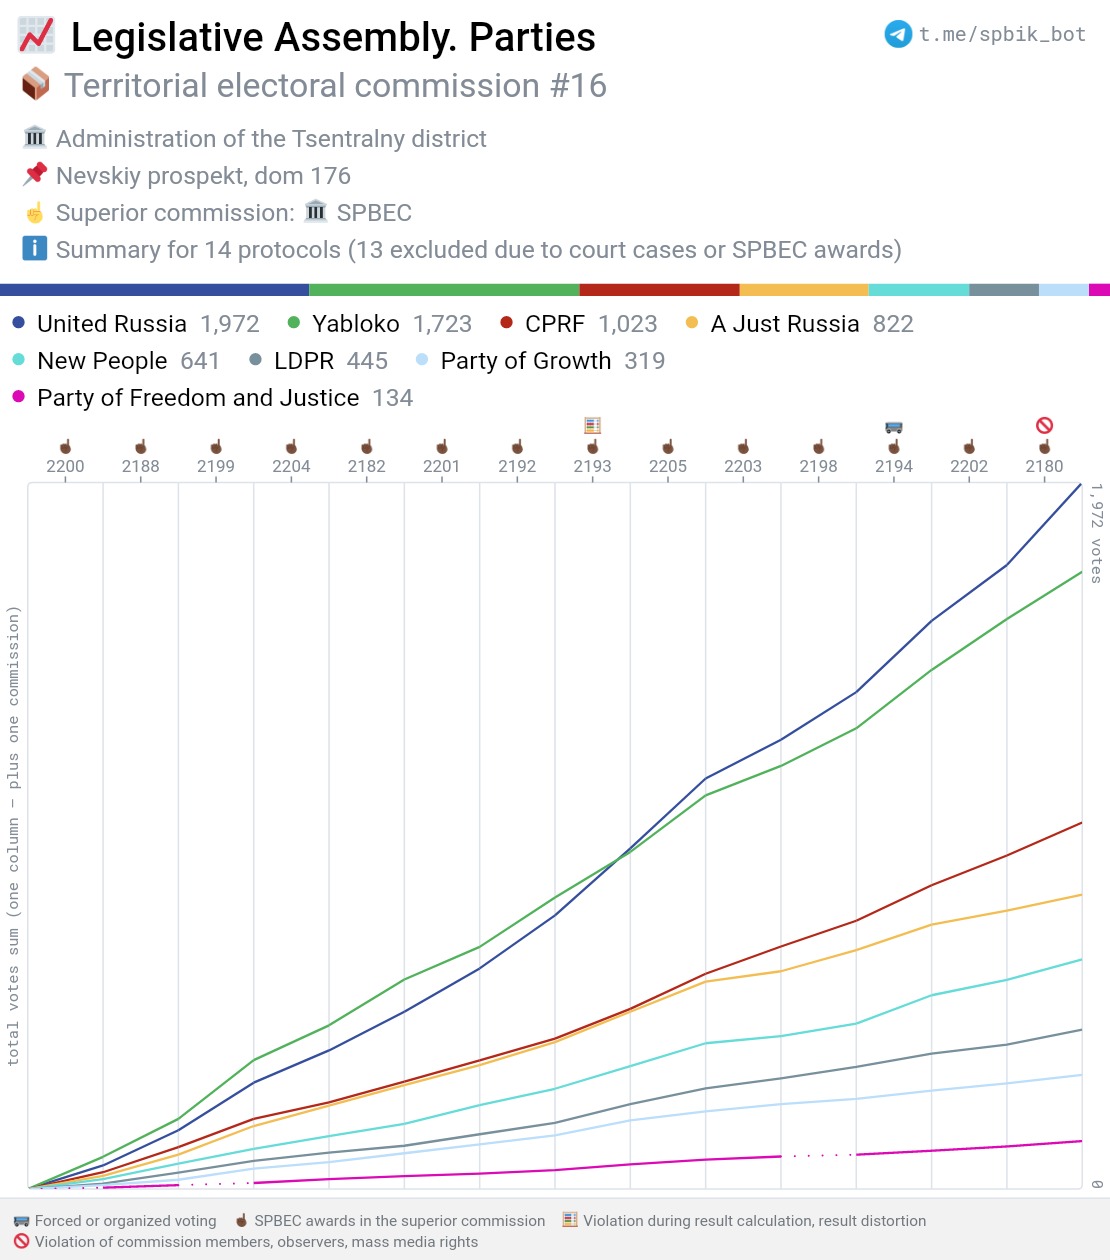 Legislative Assembly. Parties
t.me/spbik_bot
Territorial electoral commission #16
Administration of the Tsentralny district
Nevskiy prospekt, dom 176
Superior commission: SPBEC
Summary for 14 protocols (13 excluded due to court cases or SPBEC awards)
United Russia 1,972 Yabloko 1,723 CPRF 1,023 A Just Russia 822
New People 641 LDPR 445 Party of Growth 319
Party of Freedom and Justice 134
2200 2188 2199 2204 2182 2201 2192 2193 2205 2203 2198 2194 2202 2180
1,972 votes
total votes sum (one column — plus one commission)
0
Forced or organized voting SPBEC awards in the superior commission Violation during result calculation, result distortion
Violation of commission members, observers, mass media rights